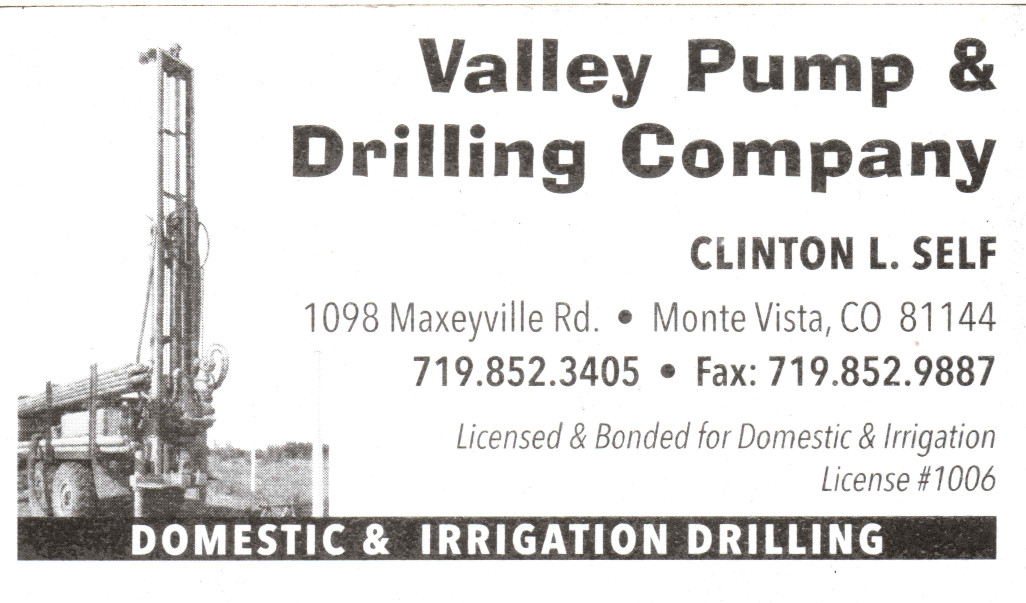 Valley Pump &
Drilling Company
CLINTON L. SELF
1098 Maxeyville Rd. • Monte Vista, CO 81144
719.852.3405 • Fax: 719.852.9887
Licensed & Bonded for Domestic & Irrigation
License #1006
DOMESTIC & IRRIGATION DRILLING